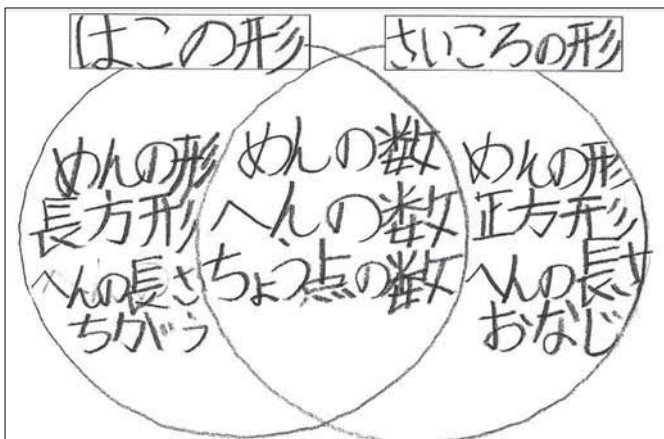 はこの形
さいころの形
めんの形
長方形
へんの長さ
ちがう
めんの数
へんの数
ちょう点の数
めんの形
正方形
へんの長さ
おなじ